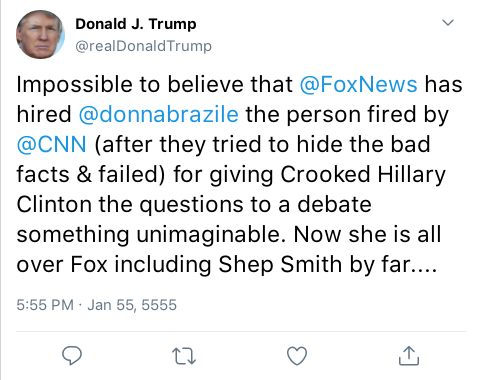 Donald J. Trump
@realDonaldTrump
Impossible to believe that @FoxNews has
hired @donnabrazile the person fired by
@CNN (after they tried to hide the bad
facts & failed) for giving Crooked Hillary
Clinton the questions to a debate
something unimaginable. Now she is all
over Fox including Shep Smith by far....
5:55 PM · Jan 55, 5555